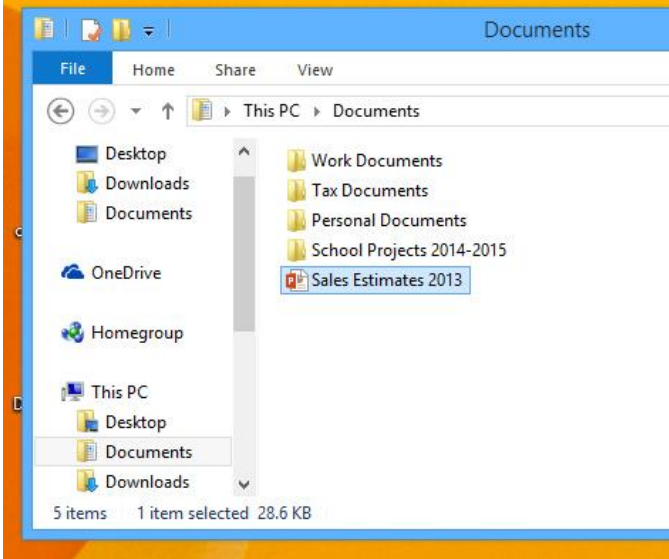 Documents
File Home Share View
This PC Documents
Desktop
Downloads
Documents
OneDrive
Homegroup
This PC
Desktop
Documents
Downloads
Work Documents
Tax Documents
Personal Documents
School Projects 2014-2015
Sales Estimates 2013
5 items 1 item selected 28.6 KB